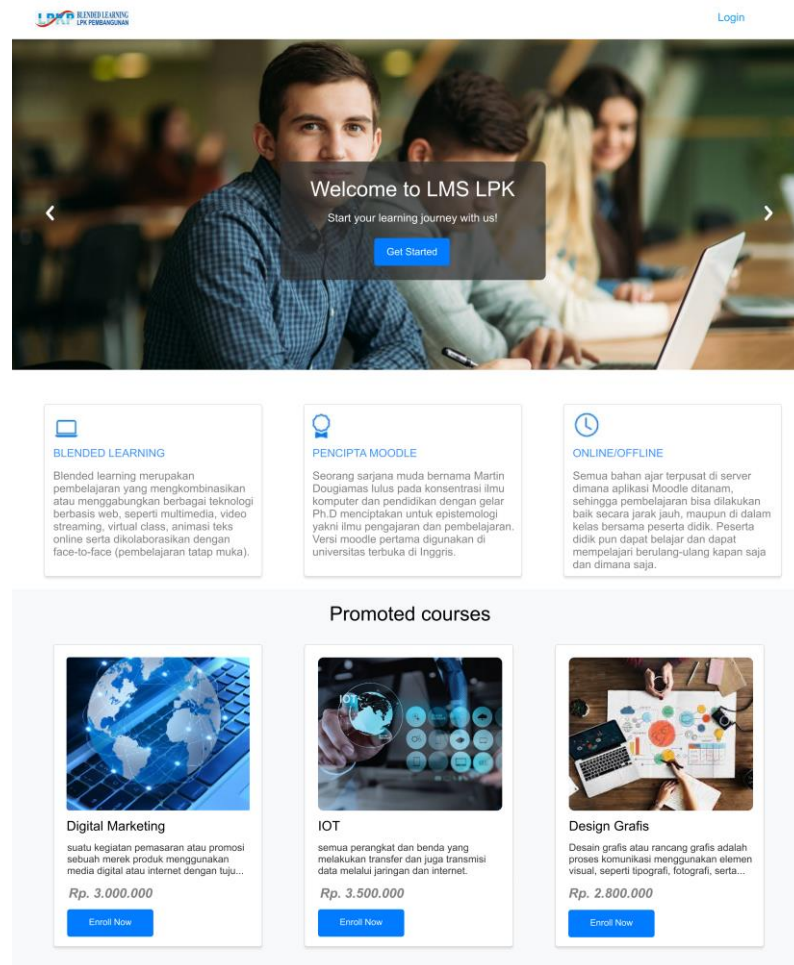 LPKP BLENDED LEARNING
LPK PEMBANGUNAN
Login
Welcome to LMS LPK
Start your learning journey with us!
Get Started
BLENDED LEARNING
Blended learning merupakan
pembelajaran yang mengkombinasikan
atau menggabungkan berbagai teknologi
berbasis web, seperti multimedia, video
streaming, virtual class, animasi teks
online serta dikolaborasikan dengan
face-to-face (pembelajaran tatap muka).
PENCIPTA MOODLE
Seorang sarjana muda bernama Martin
Dougiamas lulus pada konsentrasi ilmu
komputer dan pendidikan dengan gelar
Ph.D menciptakan untuk epistemologi
yakni ilmu pengajaran dan pembelajaran.
Versi moodle pertama digunakan di
universitas terbuka di Inggris.
ONLINE/OFFLINE
Semua bahan ajar terpusat di server
dimana aplikasi Moodle ditanam,
sehingga pembelajaran bisa dilakukan
baik secara jarak jauh, maupun di dalam
kelas bersama peserta didik. Peserta
didik pun dapat belajar dan dapat
mempelajari berulang-ulang kapan saja
dan dimana saja.
Promoted courses
IOT
Digital Marketing
suatu kegiatan pemasaran atau promosi
sebuah merek produk menggunakan
media digital atau internet dengan tuju...
Rp. 3.000.000
Enroll Now
IOT
semua perangkat dan benda yang
melakukan transfer dan juga transmisi
data melalui jaringan dan internet.
Rp. 3.500.000
Enroll Now
Design Grafis
Desain grafis atau rancang grafis adalah
proses komunikasi menggunakan elemen
visual, seperti tipografi, fotografi, serta...
Rp. 2.800.000
Enroll Now